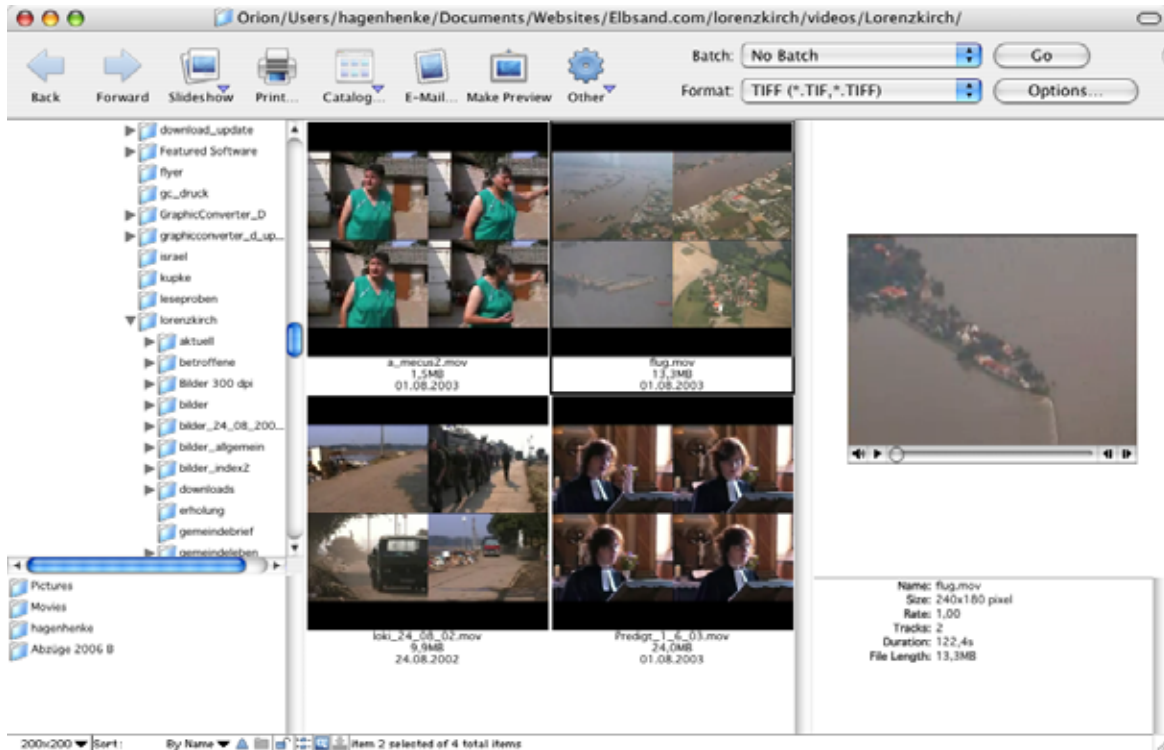 Orion/Users/hagenhenke/Documents/Websites/Elbsand.com/lorenzkirch/videos/Lorenzkirch/
Back Forward Slideshow Print... Catalog... E-Mail... Make Preview Other
Batch: No Batch Go
Format: TIFF (*.TIF,*.TIFF) Options...
download_update
Featured Software
flyer
gc_druck
GraphicConverter_D
graphicconverter_d_up...
israel
kupke
leseproben
lorenzkirch
aktuell
betroffene
Bilder 300 dpi
bilder
bilder_24_08_200...
bilder_allgemein
bilder_index2
downloads
erholung
gemeindebrief
gemeindeleben
Pictures
Movies
hagenhenke
Abzüge 2006 B
a_mecus2.mov
1,5MB
01.08.2003
flug.mov
13,3MB
01.08.2003
loki_24_08_02.mov
9,9MB
24.08.2002
Predigt_1_6_03.mov
24,0MB
01.08.2003
Name: flug.mov
Size: 240x180 pixel
Rate: 1,00
Tracks: 2
Duration: 122,4s
File Length: 13,3MB
200x200 Sort: By Name item 2 selected of 4 total items